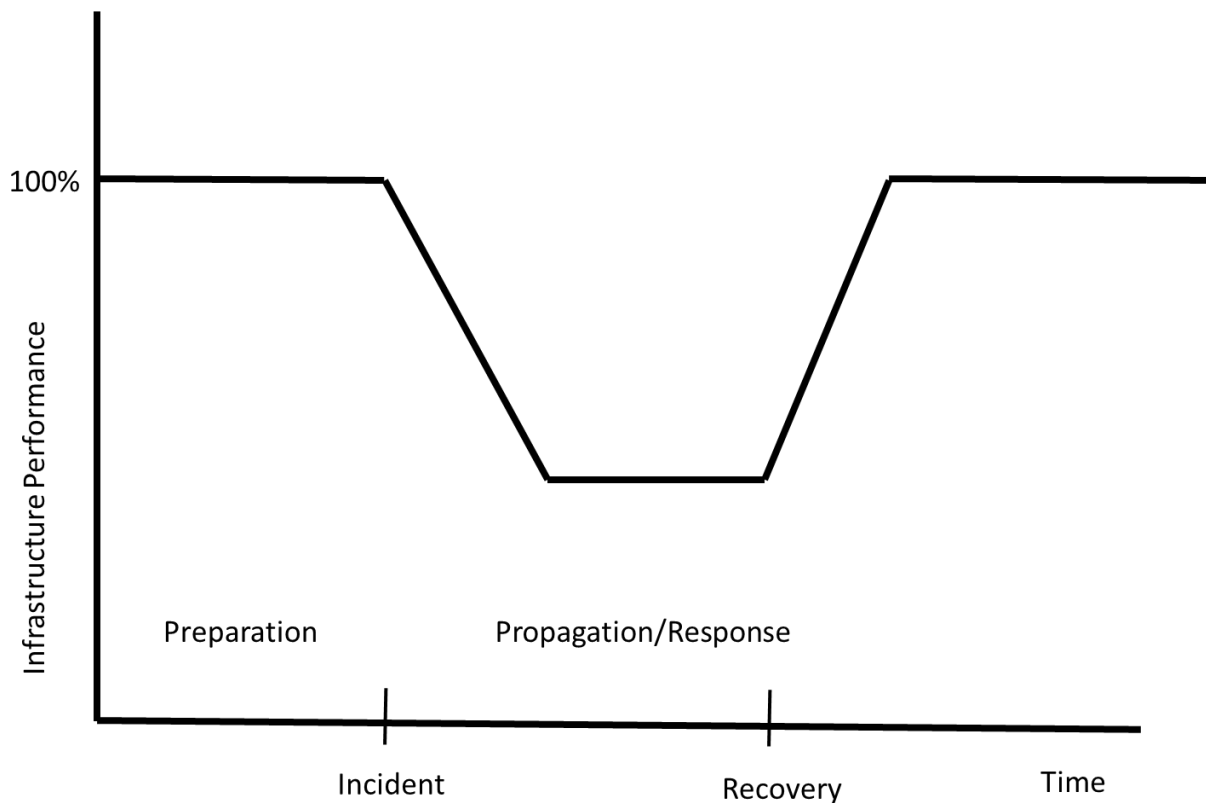 100%
Infrastructure Performance
Preparation
Propagation/Response
Incident
Recovery
Time